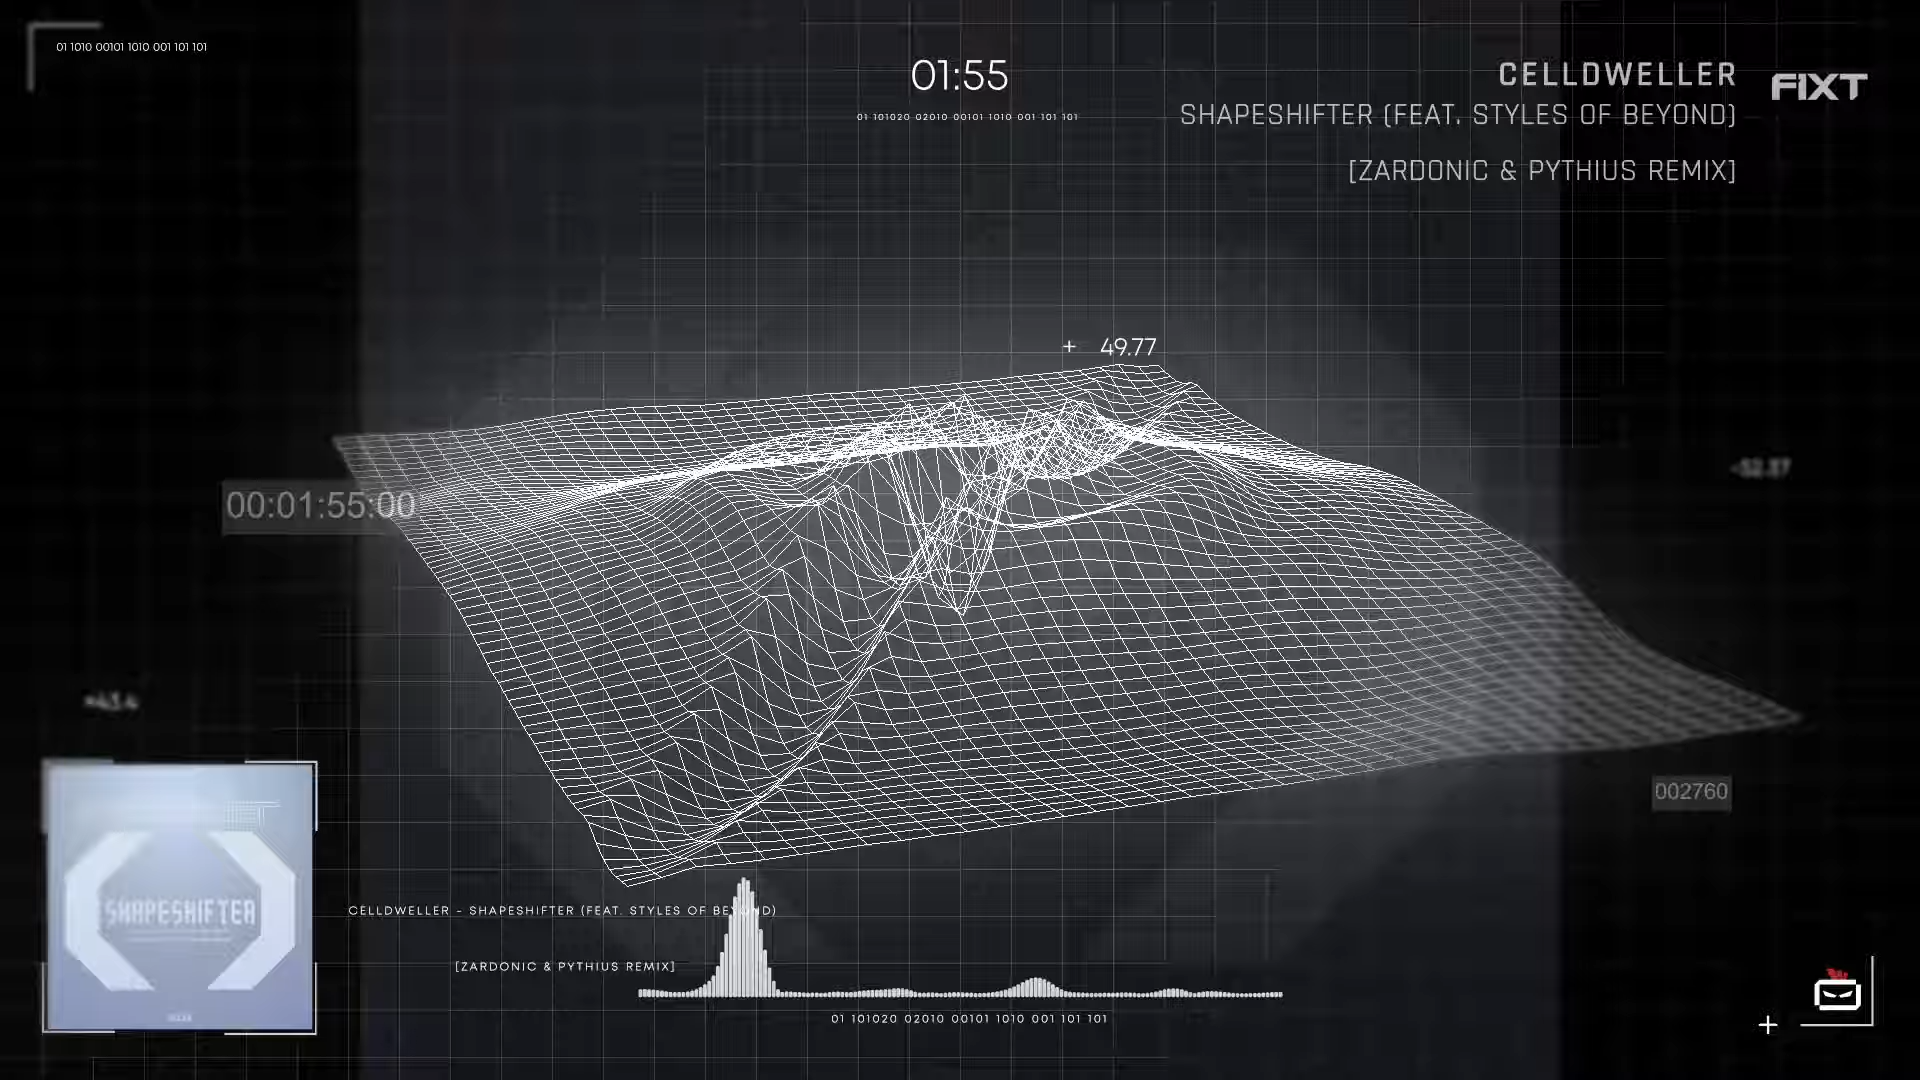 01 1010 00101 1010 001 101 101
01:55
01 101020 02010 00101 1010 001 101 101
CELLDWELLER
FIXT
SHAPESHIFTER (FEAT. STYLES OF BEYOND)
[ZARDONIC & PYTHIUS REMIX]
+ 49.77
00:01:55:00
002760
SHAPESHIFTER
CELLDWELLER - SHAPESHIFTER (FEAT. STYLES OF BEYOND)
[ZARDONIC & PYTHIUS REMIX]
01 101020 02010 00101 1010 001 101 101